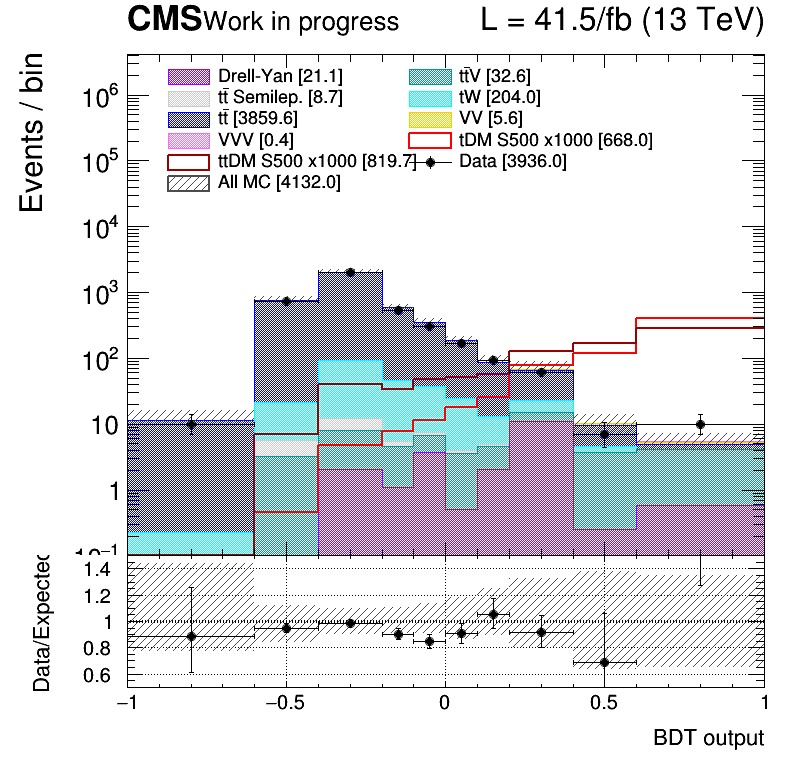 CMS Work in progress L = 41.5/fb (13 TeV)
Events / bin
Drell-Yan [21.1] tt̄V [32.6]
tt̄ Semilep. [8.7] tW [204.0]
tt̄ [3859.6] VV [5.6]
VVV [0.4] tDM S500 x1000 [668.0]
ttDM S500 x1000 [819.7] Data [3936.0]
All MC [4132.0]
10⁶
10⁵
10⁴
10³
10²
10
1
10⁻¹
Data/Expected
1.4
1.2
1
0.8
0.6
−1 −0.5 0 0.5 1
BDT output